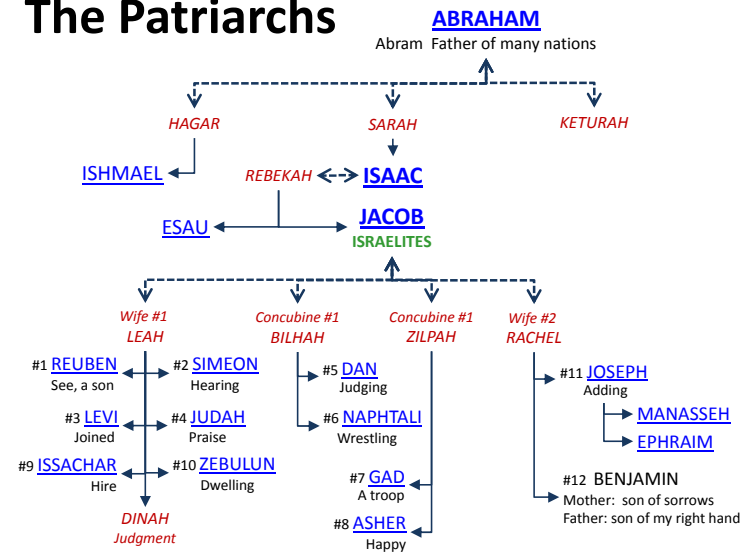 The Patriarchs
ABRAHAM
Abram  Father of many nations
HAGAR
SARAH
KETURAH
ISHMAEL
REBEKAH
ISAAC
ESAU
JACOB
ISRAELITES
Wife #1
LEAH
Concubine #1
BILHAH
Concubine #1
ZILPAH
Wife #2
RACHEL
#1 REUBEN
See, a son
#2 SIMEON
Hearing
#3 LEVI
Joined
#4 JUDAH
Praise
#9 ISSACHAR
Hire
#10 ZEBULUN
Dwelling
DINAH
Judgment
#5 DAN
Judging
#6 NAPHTALI
Wrestling
#7 GAD
A troop
#8 ASHER
Happy
#11 JOSEPH
Adding
MANASSEH
EPHRAIM
#12  BENJAMIN
Mother:  son of sorrows
Father: son of my right hand